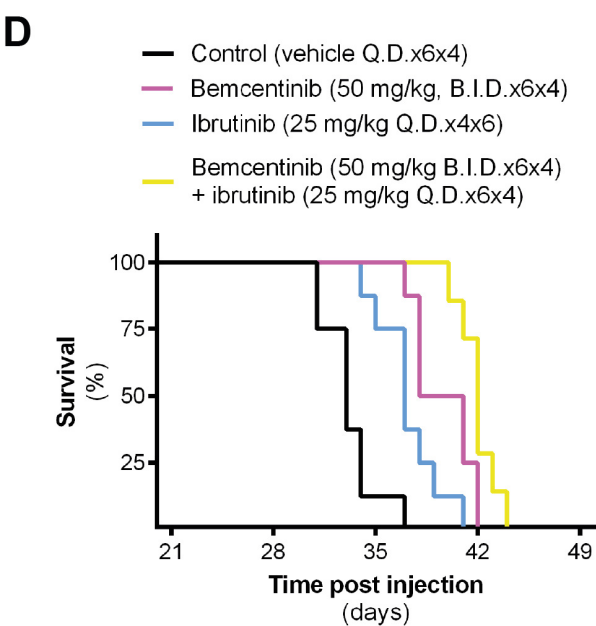 D
Control (vehicle Q.D.x6x4)
Bemcentinib (50 mg/kg, B.I.D.x6x4)
Ibrutinib (25 mg/kg Q.D.x4x6)
Bemcentinib (50 mg/kg B.I.D.x6x4)
+ ibrutinib (25 mg/kg Q.D.x6x4)
100
75
50
25
Survival
(%)
21 28 35 42 49
Time post injection
(days)